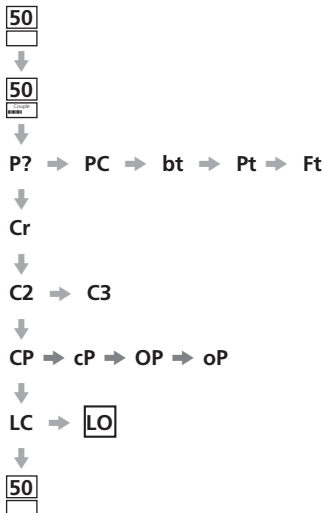 50
50
Couple
P? PC bt Pt Ft
Cr
C2 C3
CP cP OP oP
LC LO
50